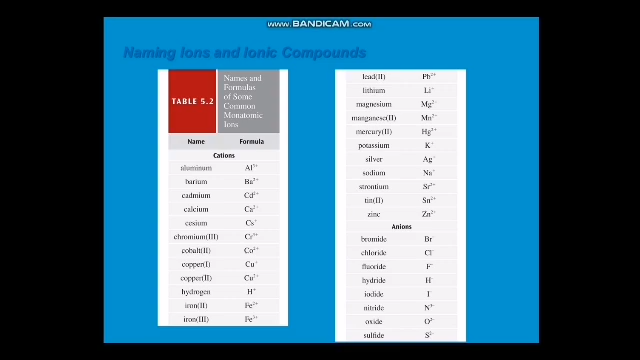 www.BANDICAM.com
Naming Ions and Ionic Compounds
TABLE 5.2
Names and
Formulas
of Some
Common
Monatomic
Ions
Name Formula
Cations
aluminum Al³⁺
barium Ba²⁺
cadmium Cd²⁺
calcium Ca²⁺
cesium Cs⁺
chromium(III) Cr³⁺
cobalt(II) Co²⁺
copper(I) Cu⁺
copper(II) Cu²⁺
hydrogen H⁺
iron(II) Fe²⁺
iron(III) Fe³⁺
lead(II) Pb²⁺
lithium Li⁺
magnesium Mg²⁺
manganese(II) Mn²⁺
mercury(II) Hg²⁺
potassium K⁺
silver Ag⁺
sodium Na⁺
strontium Sr²⁺
tin(II) Sn²⁺
zinc Zn²⁺
Anions
bromide Br⁻
chloride Cl⁻
fluoride F⁻
hydride H⁻
iodide I⁻
nitride N³⁻
oxide O²⁻
sulfide S²⁻